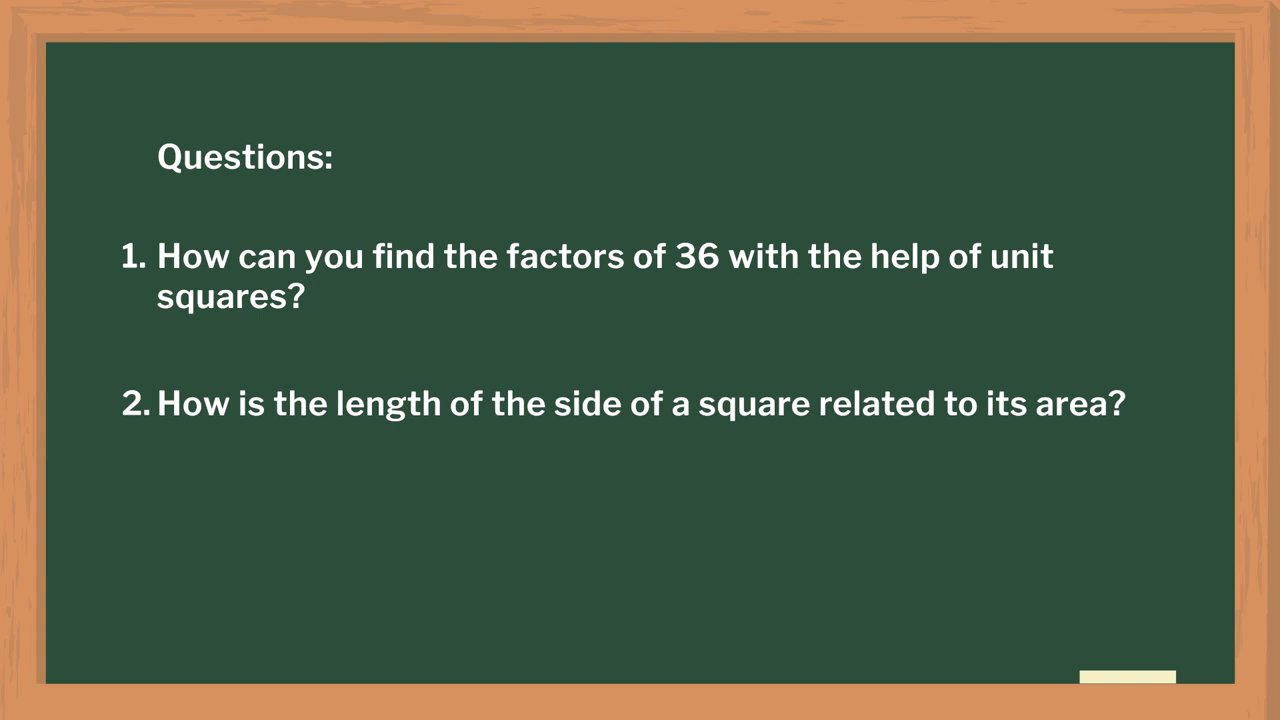 Questions:
1. How can you find the factors of 36 with the help of unit
squares?
2. How is the length of the side of a square related to its area?